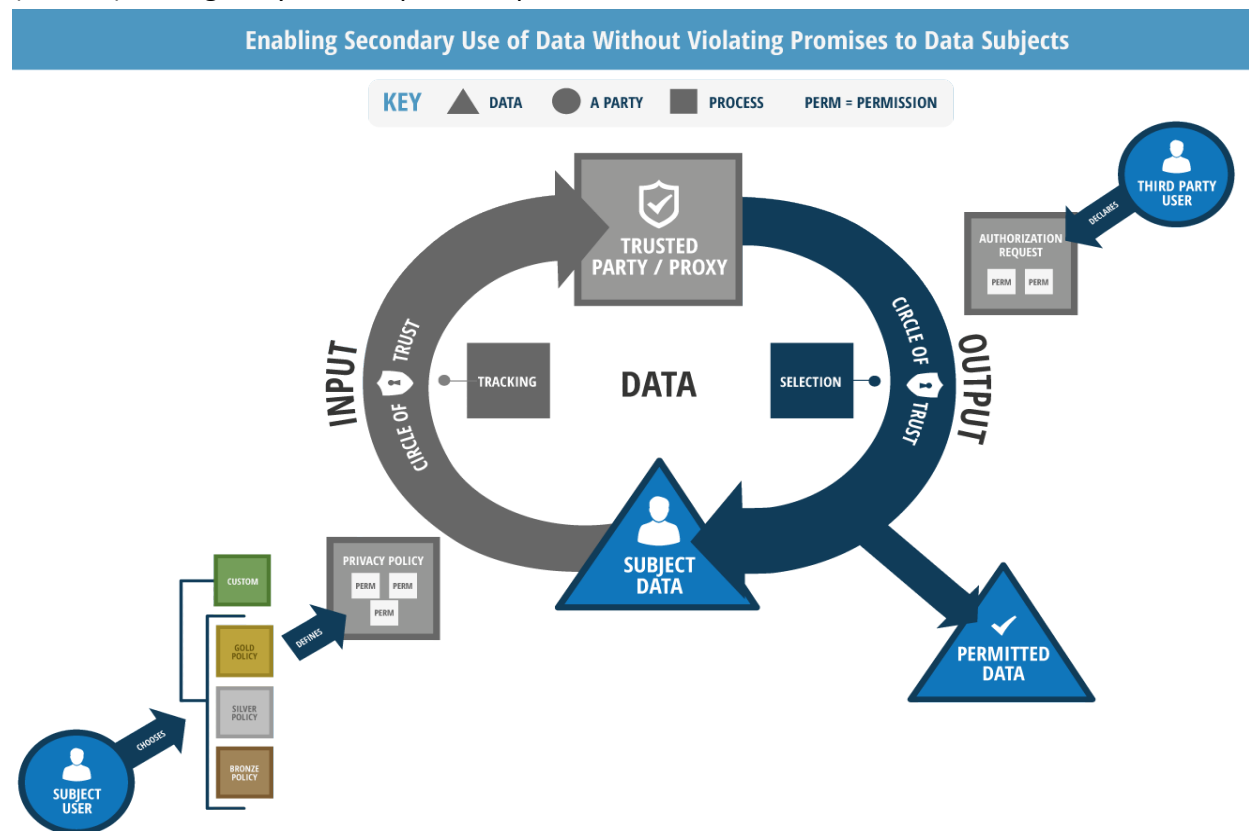 Enabling Secondary Use of Data Without Violating Promises to Data Subjects
KEY
DATA
A PARTY
PROCESS
PERM = PERMISSION
THIRD PARTY
USER
DECLARES
AUTHORIZATION
REQUEST
PERM
PERM
TRUSTED
PARTY / PROXY
INPUT
CIRCLE OF TRUST
TRACKING
DATA
SELECTION
CIRCLE OF TRUST
OUTPUT
SUBJECT
DATA
PERMITTED
DATA
PRIVACY POLICY
PERM
PERM
PERM
DEFINES
CUSTOM
GOLD
POLICY
SILVER
POLICY
BRONZE
POLICY
CHOOSES
SUBJECT
USER